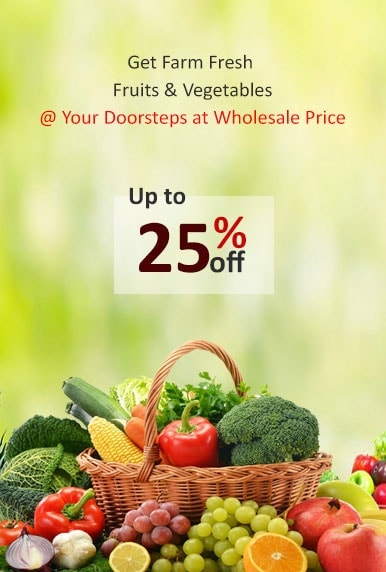 Get Farm Fresh
Fruits & Vegetables
@ Your Doorsteps at Wholesale Price
Up to
25% off